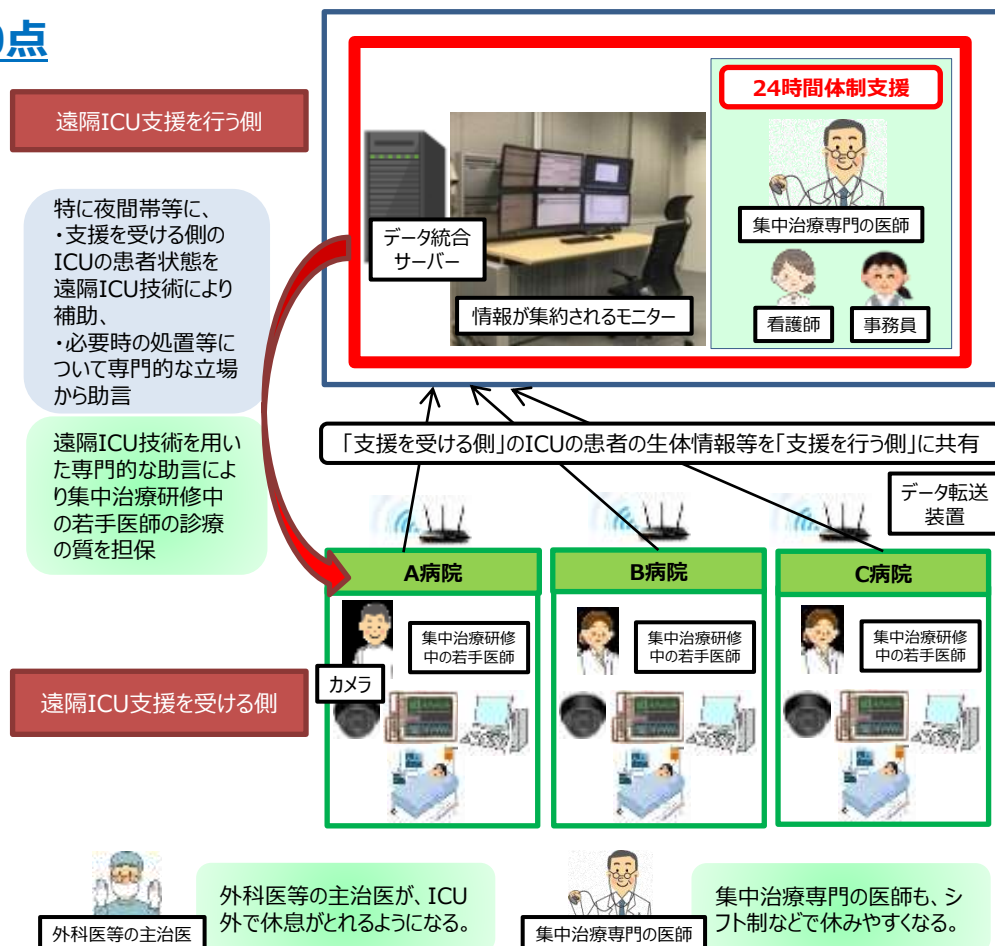 点
遠隔ICU支援を行う側
24時間体制支援
集中治療専門の医師
看護師
事務員
データ統合
サーバー
情報が集約されるモニター
特に夜間帯等に、
・支援を受ける側の
ICUの患者状態を
遠隔ICU技術により
補助、
・必要時の処置等に
ついて専門的な立場
から助言
遠隔ICU技術を用い
た専門的な助言によ
り集中治療研修中
の若手医師の診療
の質を担保
「支援を受ける側」のICUの患者の生体情報等を「支援を行う側」に共有
データ転送
装置
A病院
集中治療研修
中の若手医師
カメラ
B病院
集中治療研修
中の若手医師
C病院
集中治療研修
中の若手医師
遠隔ICU支援を受ける側
外科医等の主治医
外科医等の主治医が、ICU
外で休息がとれるようになる。
集中治療専門の医師
集中治療専門の医師も、シ
フト制などで休みやすくなる。